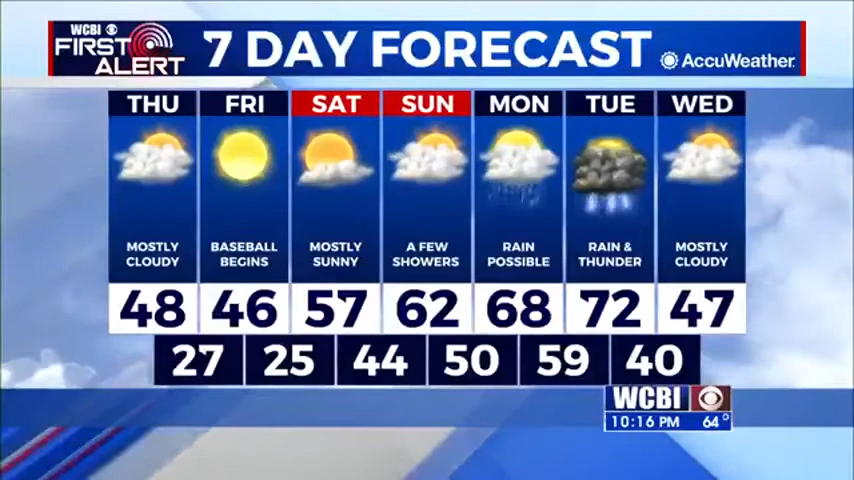 WCBI
FIRST
ALERT
7 DAY FORECAST
AccuWeather
THU FRI SAT SUN MON TUE WED
MOSTLY CLOUDY
BASEBALL BEGINS
MOSTLY SUNNY
A FEW SHOWERS
RAIN POSSIBLE
RAIN & THUNDER
MOSTLY CLOUDY
48 46 57 62 68 72 47
27 25 44 50 59 40
WCBI
10:16 PM 64°